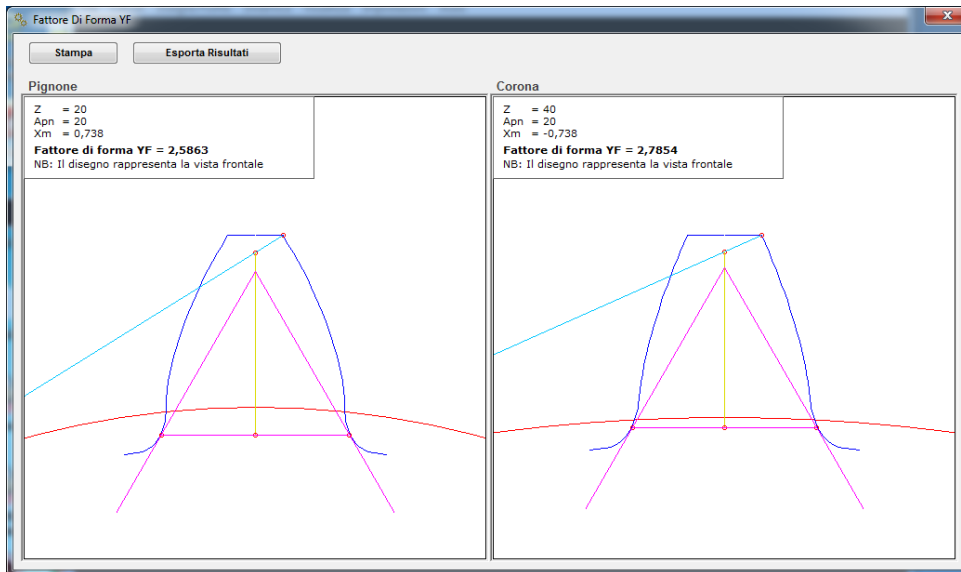 Fattore Di Forma YF
Stampa Esporta Risultati
Pignone
Z = 20
Apn = 20
Xm = 0,738
Fattore di forma YF = 2,5863
NB: Il disegno rappresenta la vista frontale
Corona
Z = 40
Apn = 20
Xm = -0,738
Fattore di forma YF = 2,7854
NB: Il disegno rappresenta la vista frontale